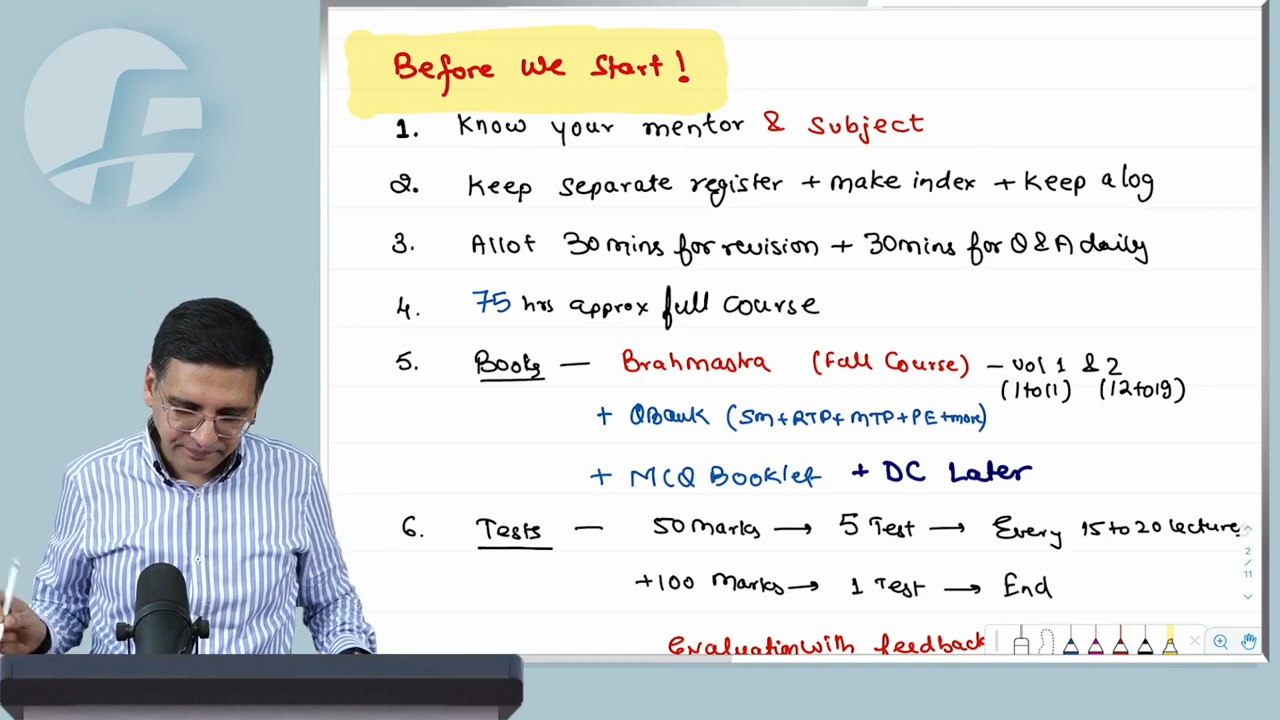 Before We Start!
1. Know your mentor & Subject
2. Keep separate register + make index + Keep a log
3. Allot 30 mins for revision + 30 mins for Q & A daily
4. 75 hrs approx full course
5. Books — Brahmastra (Full Course) — vol 1 & 2
(1 to 11) (12 to 19)
+ QBank (SM + RTP + MTP + PE + more)
+ MCQ Booklet + DC Later
6. Tests — 50 Marks → 5 Test → Every 15 to 20 lecture
+ 100 Marks → 1 Test → End
Evaluation with feedback
2
/
11